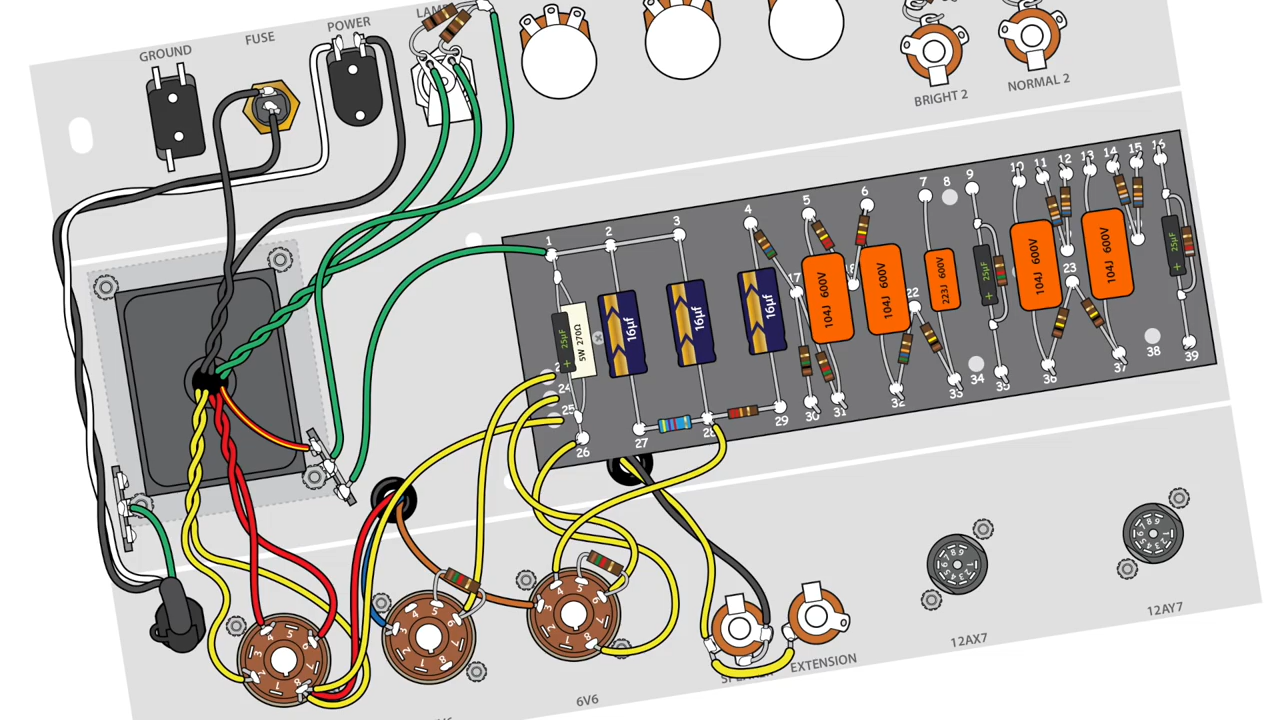 GROUND
FUSE
POWER
LAMP
BRIGHT 2
NORMAL 2
1
2
3
4
5
6
7
8
9
10
11
12
13
14
15
16
17
22
23
24
25
26
27
28
29
30
31
32
33
34
35
36
37
38
39
25µF
5W 270Ω
16µf
16µf
16µf
104J 600V
104J 600V
223J 600V
25µF
104J 600V
104J 600V
25µF
EXTENSION
6V6
12AX7
12AY7